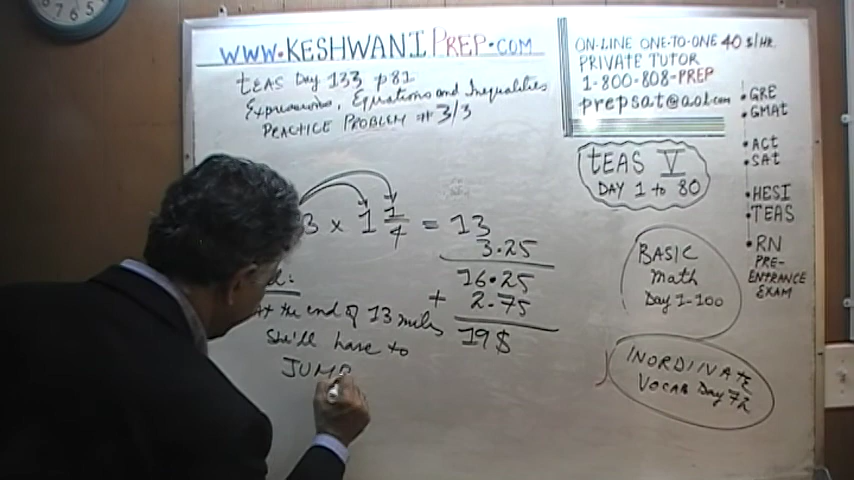 WWW.KESHWANIPREP.COM
TEAS Day 133 p81
Expressions, Equations and Inequalities
PRACTICE PROBLEM # 3/3
3 x 1 1/4 = 13
3.25
16.25
+ 2.75
19$
At the end of 13 miles
She'll have to
JUMP
ON-LINE ONE-TO-ONE 40 $/HR.
PRIVATE TUTOR
1-800-808-PREP
prepsat@aol.com
• GRE
• GMAT
• ACT
• SAT
• HESI
• TEAS
• RN
PRE-
ENTRANCE
EXAM
TEAS V
DAY 1 to 80
BASIC
Math
Day 1-100
INORDINATE
VOCAB Day 72
7 6 5